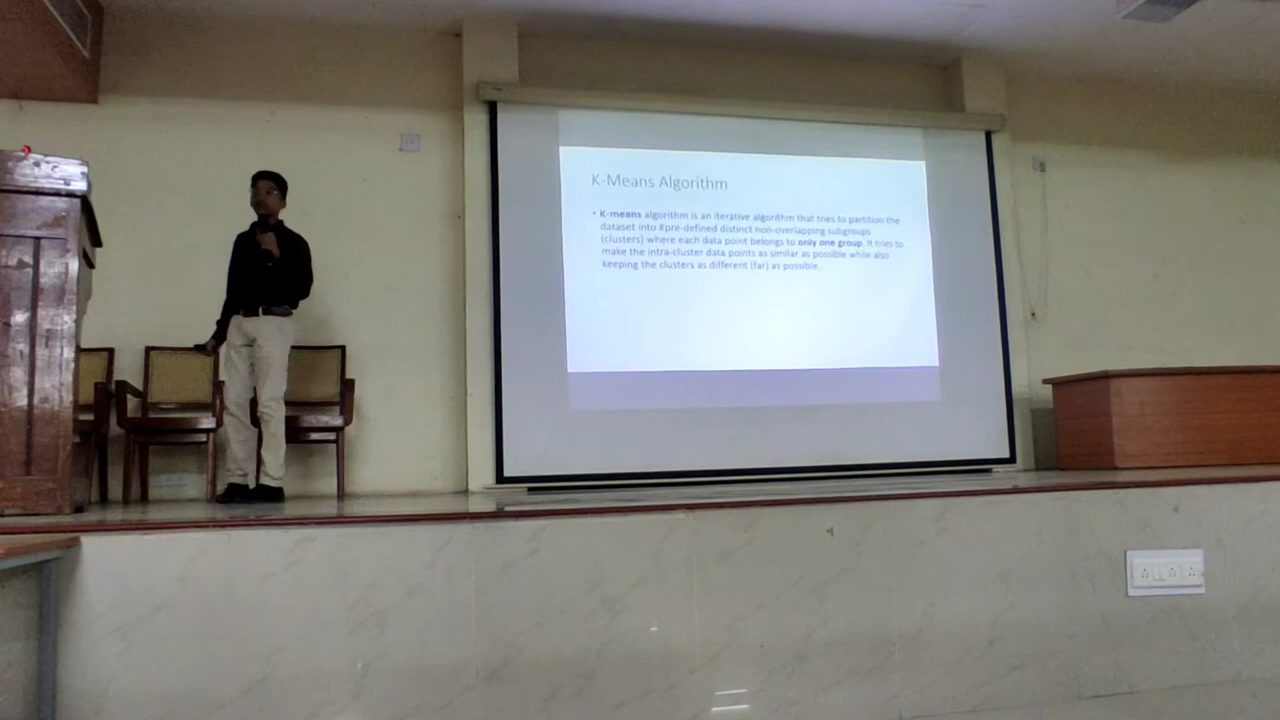 K-Means Algorithm
• K-means algorithm is an iterative algorithm that tries to partition the
dataset into Kpre-defined distinct non-overlapping subgroups
(clusters) where each data point belongs to only one group. It tries to
make the intra-cluster data points as similar as possible while also
keeping the clusters as different (far) as possible.